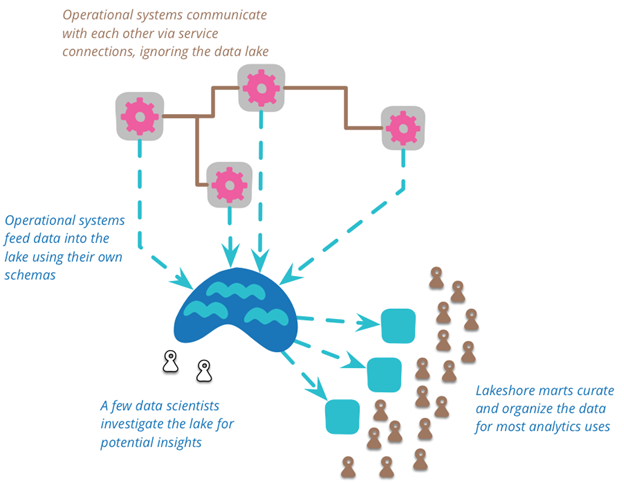 Operational systems communicate
with each other via service
connections, ignoring the data lake
Operational systems
feed data into the
lake using their own
schemas
A few data scientists
investigate the lake for
potential insights
Lakeshore marts curate
and organize the data
for most analytics uses